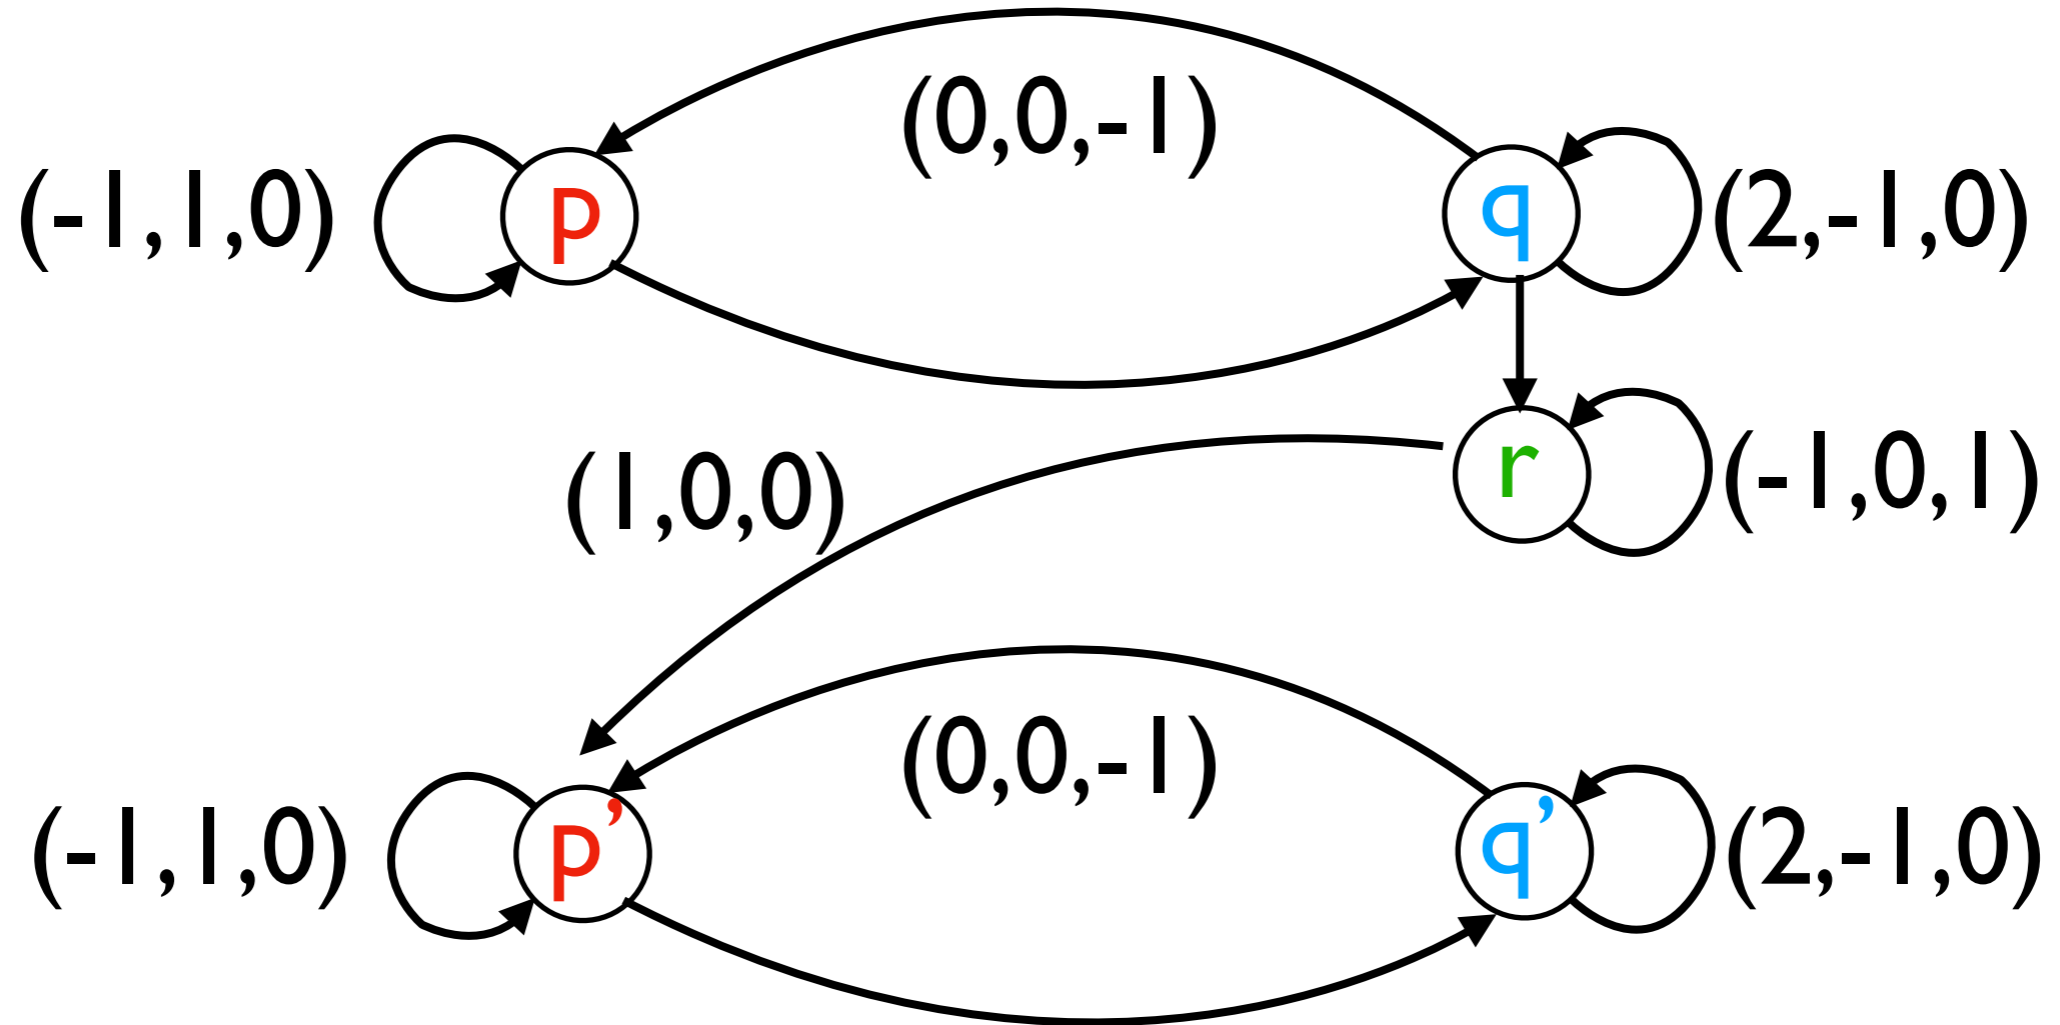 (0,0,-1)
(-1,1,0) p q (2,-1,0)
(1,0,0) r (-1,0,1)
(0,0,-1)
(-1,1,0) p’ q’ (2,-1,0)